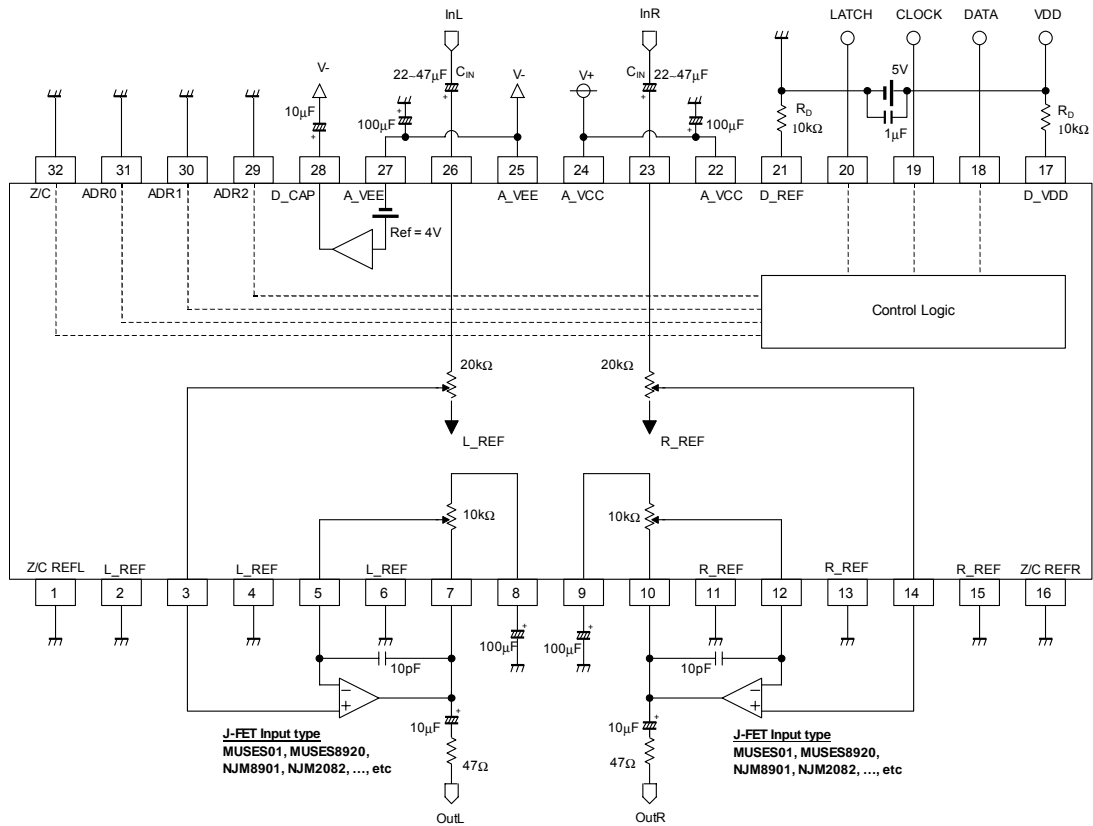 InL
InR
LATCH
CLOCK
DATA
VDD
V-
22~47μF
CIN
V-
V+
22~47μF
CIN
5V
10μF
100μF
100μF
RD
10kΩ
1μF
RD
10kΩ
32
31
30
29
28
27
26
25
24
23
22
21
20
19
18
17
Z/C
ADR0
ADR1
ADR2
D_CAP
A_VEE
A_VEE
A_VCC
A_VCC
D_REF
D_VDD
Ref = 4V
Control Logic
20kΩ
20kΩ
L_REF
R_REF
10kΩ
10kΩ
Z/C REFL
L_REF
L_REF
L_REF
R_REF
R_REF
R_REF
Z/C REFR
1
2
3
4
5
6
7
8
9
10
11
12
13
14
15
16
100μF
100μF
10pF
10pF
10μF
10μF
J-FET Input type
MUSES01, MUSES8920,
NJM8901, NJM2082, ..., etc
J-FET Input type
MUSES01, MUSES8920,
NJM8901, NJM2082, ..., etc
47Ω
47Ω
OutL
OutR